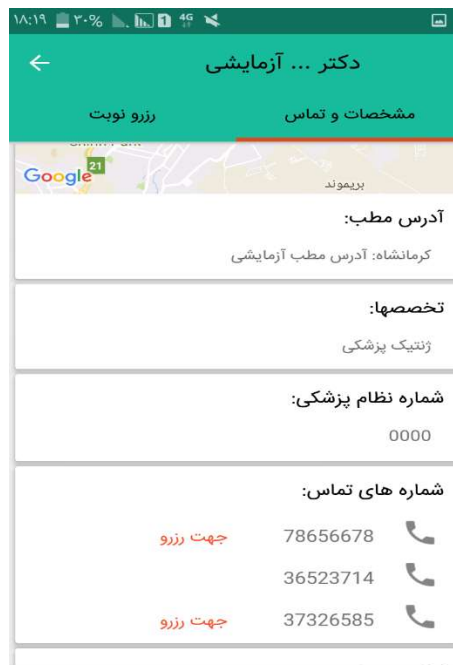 ۱۸:۱۹ ۳۰% 1 4G
دکتر ... آزمایشی
مشخصات و تماس
رزرو نوبت
21
Google
بریموند
آدرس مطب:
کرمانشاه: آدرس مطب آزمایشی
تخصصها:
ژنتیک پزشکی
شماره نظام پزشکی:
0000
شماره های تماس:
78656678 جهت رزرو
36523714
37326585 جهت رزرو